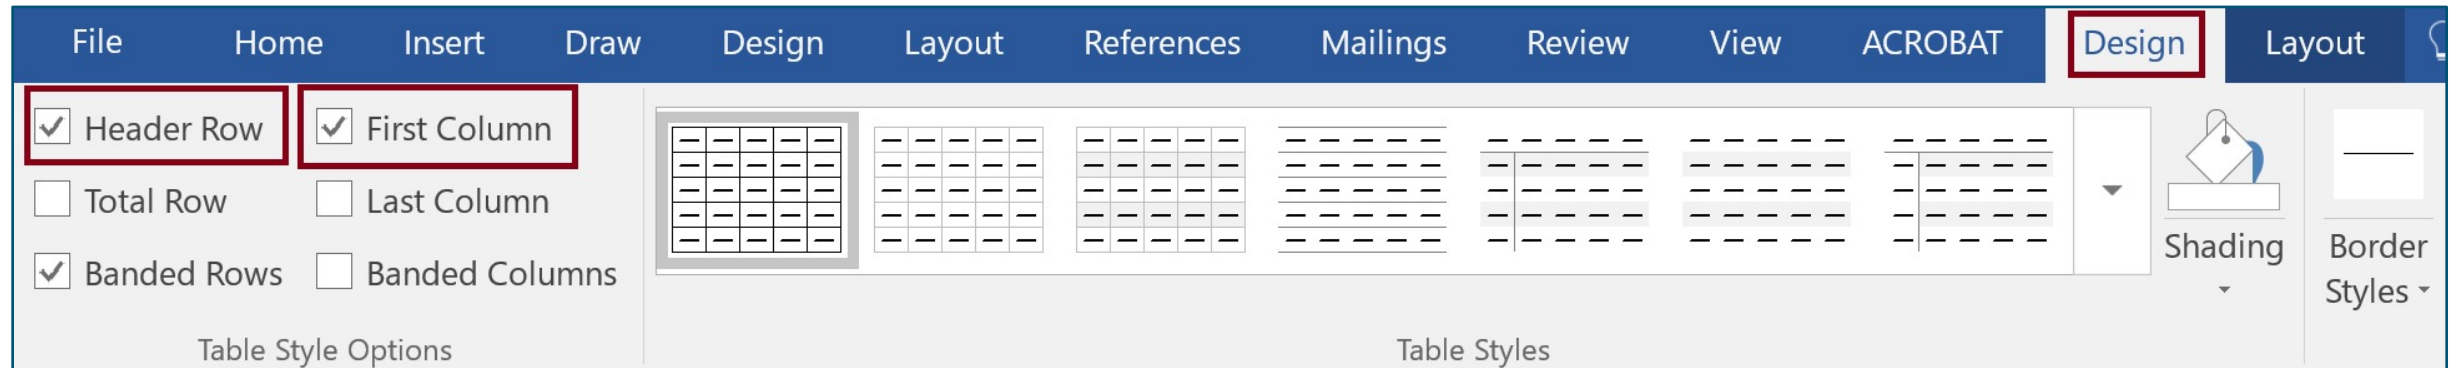 File Home Insert Draw Design Layout References Mailings Review View ACROBAT Design Layout
Header Row First Column
Total Row Last Column
Banded Rows Banded Columns
Table Style Options
Table Styles
Shading
Border
Styles